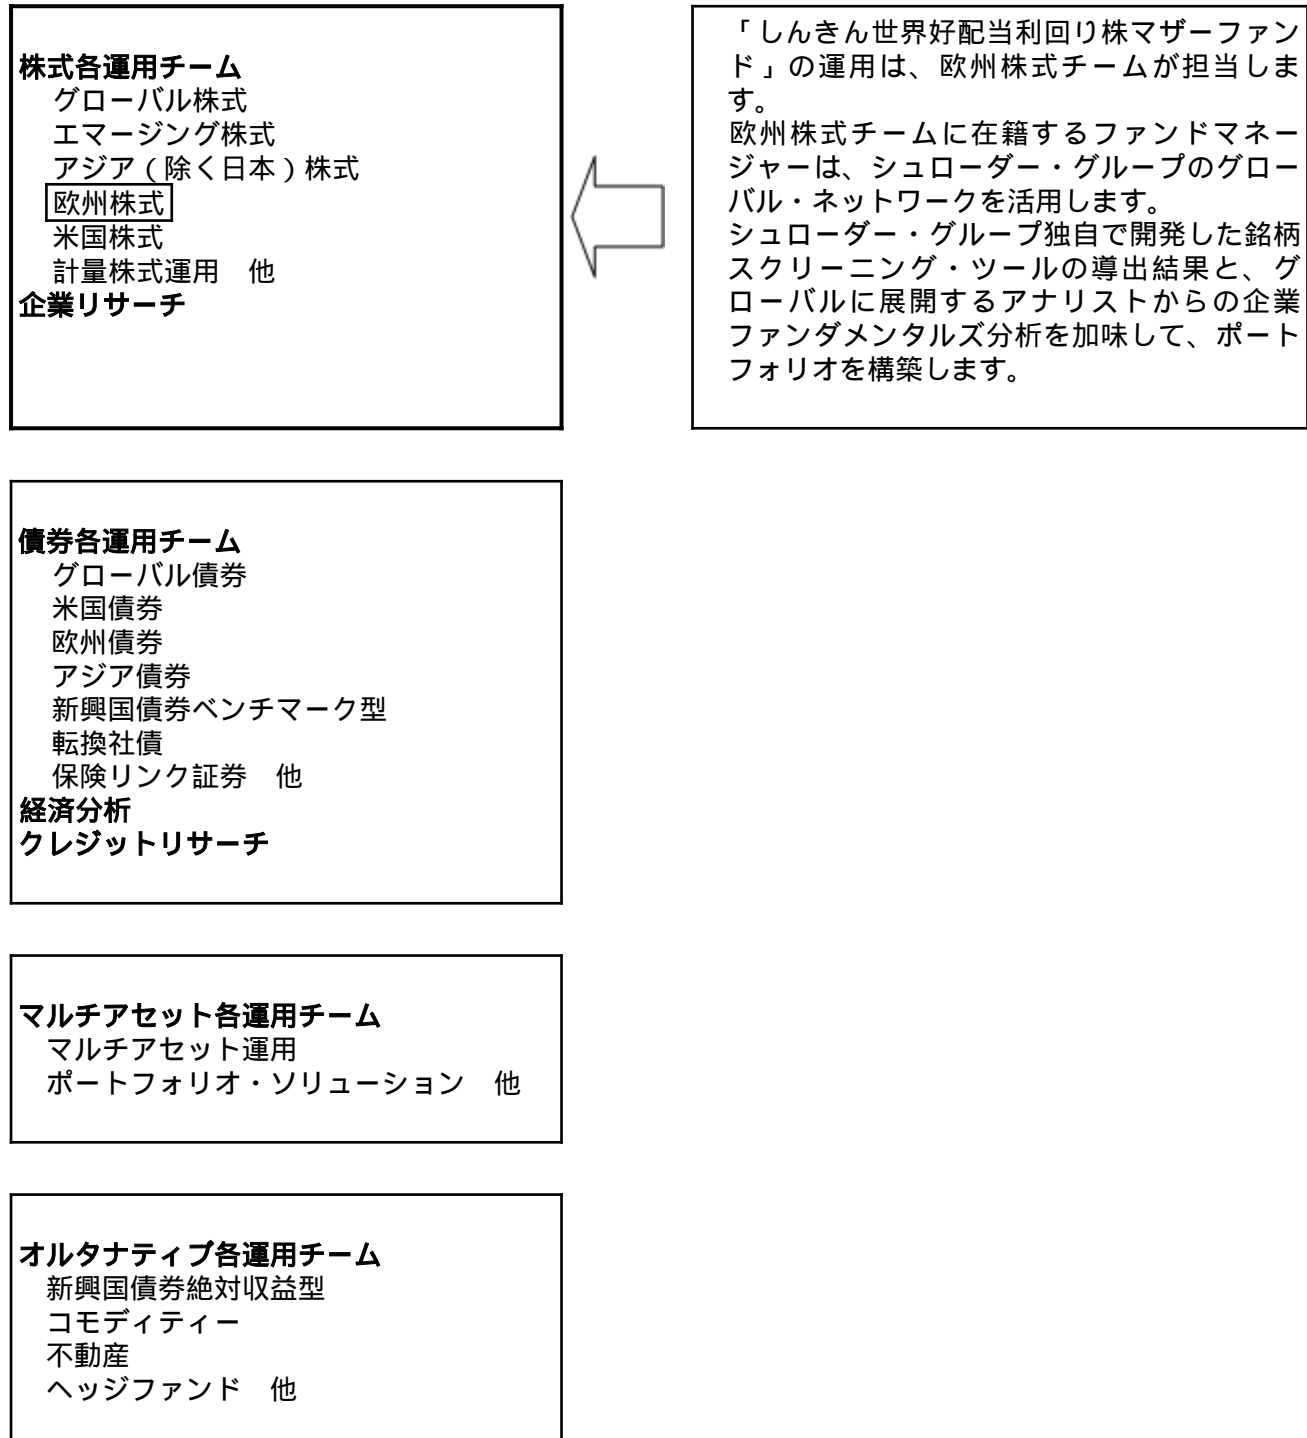 株式各運用チーム
グローバル株式
エマージング株式
アジア（除く日本）株式
欧州株式
米国株式
計量株式運用　他
企業リサーチ
「しんきん世界好配当利回り株マザーファン
ド」の運用は、欧州株式チームが担当しま
す。
欧州株式チームに在籍するファンドマネー
ジャーは、シュローダー・グループのグロー
バル・ネットワークを活用します。
シュローダー・グループ独自で開発した銘柄
スクリーニング・ツールの導出結果と、グ
ローバルに展開するアナリストからの企業
ファンダメンタルズ分析を加味して、ポート
フォリオを構築します。
債券各運用チーム
グローバル債券
米国債券
欧州債券
アジア債券
新興国債券ベンチマーク型
転換社債
保険リンク証券　他
経済分析
クレジットリサーチ
マルチアセット各運用チーム
マルチアセット運用
ポートフォリオ・ソリューション　他
オルタナティブ各運用チーム
新興国債券絶対収益型
コモディティー
不動産
ヘッジファンド　他